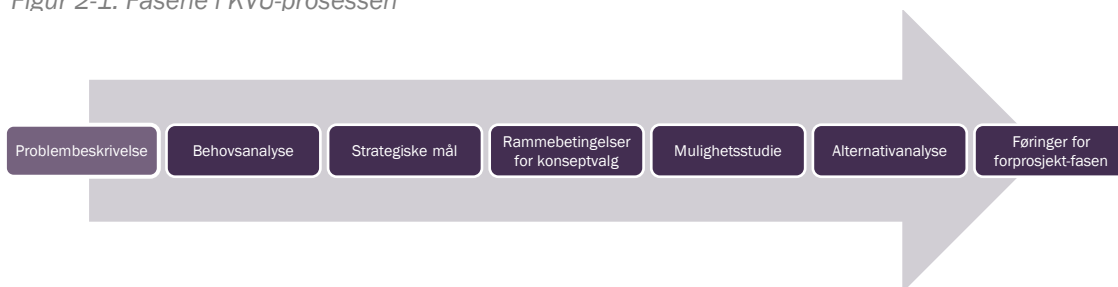 Figur 2-1. Fasene i KVU-prosessen
Problembeskrivelse
Behovsanalyse
Strategiske mål
Rammebetingelser
for konseptvalg
Mulighetsstudie
Alternativanalyse
Føringer for
forprosjekt-fasen